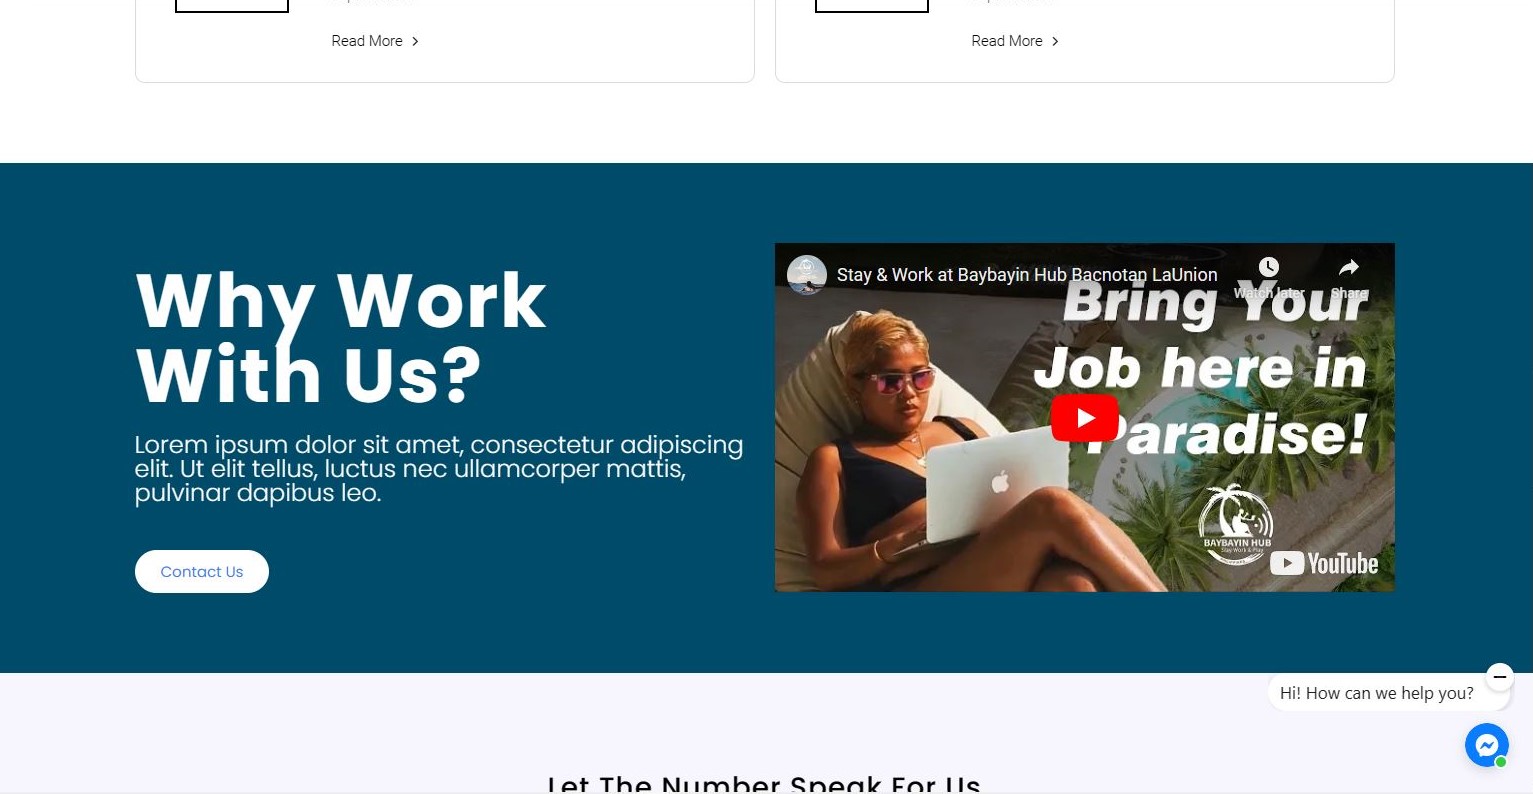 Read More
Read More
Why Work
With Us?
Lorem ipsum dolor sit amet, consectetur adipiscing
elit. Ut elit tellus, luctus nec ullamcorper mattis,
pulvinar dapibus leo.
Contact Us
Stay & Work at Baybayin Hub Bacnotan LaUnion
Watch later
Share
Bring Your
Job here in
Paradise!
BAYBAYIN HUB
Stay Work & Play
YouTube
Hi! How can we help you?
Let The Number Speak For Us